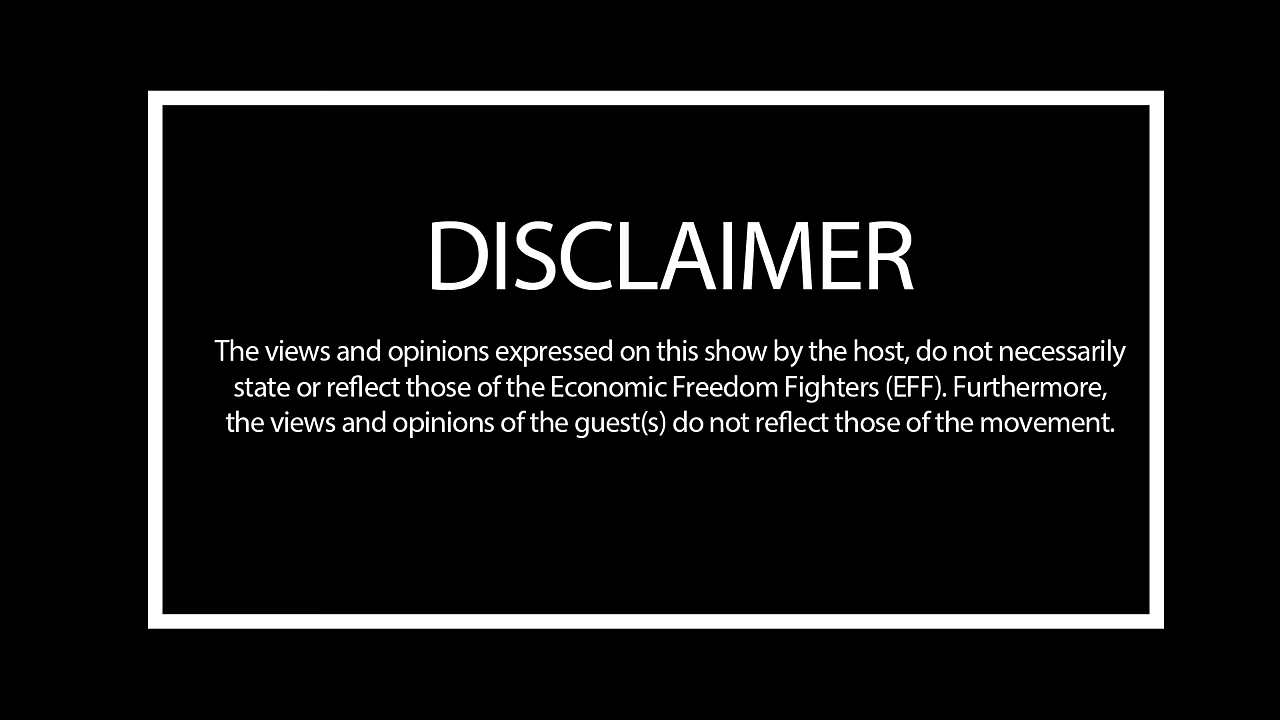 DISCLAIMER
The views and opinions expressed on this show by the host, do not necessarily
state or reflect those of the Economic Freedom Fighters (EFF). Furthermore,
the views and opinions of the guest(s) do not reflect those of the movement.